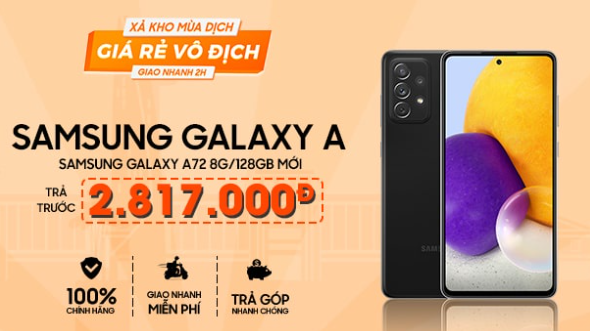 XẢ KHO MÙA DỊCH
GIÁ RẺ VÔ ĐỊCH
GIAO NHANH 2H
SAMSUNG GALAXY A
SAMSUNG GALAXY A72 8G/128GB MỚI
TRẢ
TRƯỚC
2.817.000Đ
100%
CHÍNH HÃNG
GIAO NHANH
MIỄN PHÍ
TRẢ GÓP
NHANH CHÓNG
SAMSUNG